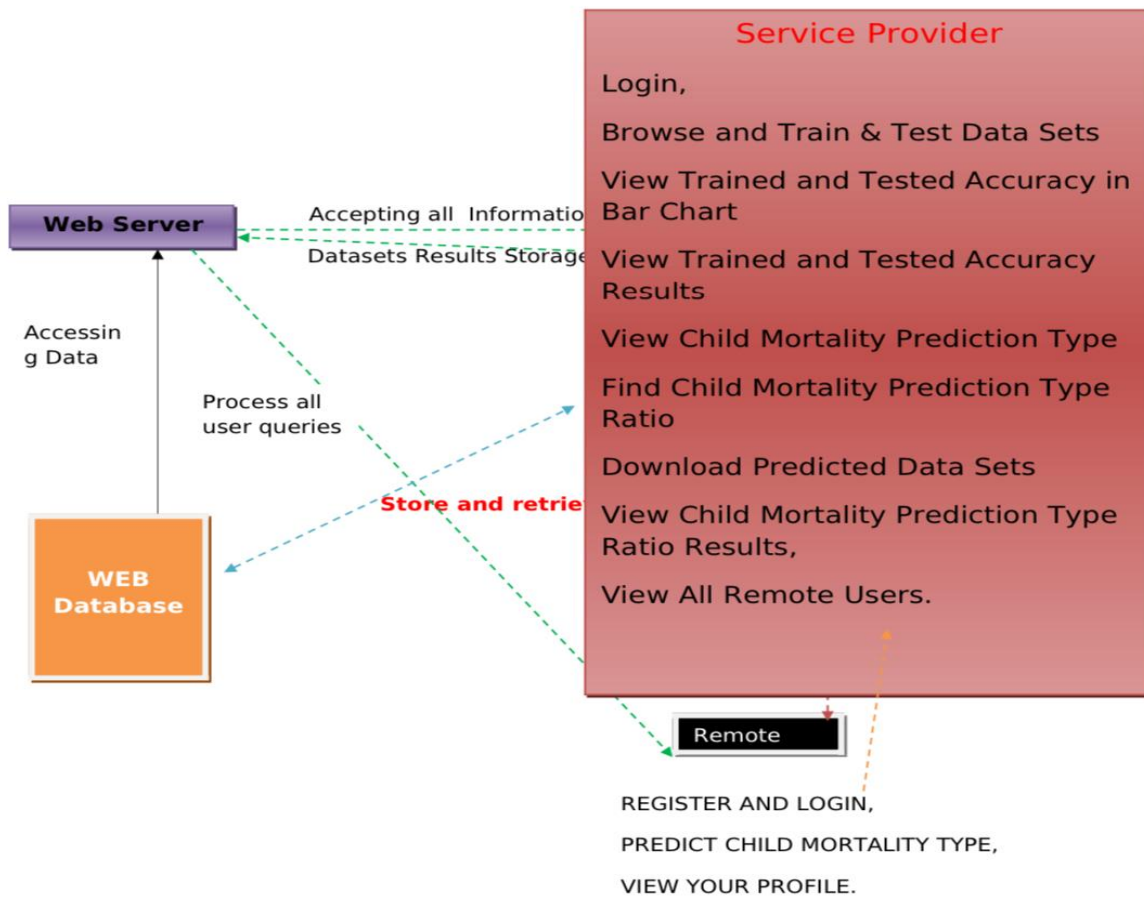 Service Provider
Login,
Browse and Train & Test Data Sets
View Trained and Tested Accuracy in
Bar Chart
View Trained and Tested Accuracy
Results
View Child Mortality Prediction Type
Find Child Mortality Prediction Type
Ratio
Download Predicted Data Sets
View Child Mortality Prediction Type
Ratio Results,
View All Remote Users.
Web Server
Accepting all Informatio
Datasets Results Storage
Accessin
g Data
Process all
user queries
Store and retrie
WEB
Database
Remote
REGISTER AND LOGIN,
PREDICT CHILD MORTALITY TYPE,
VIEW YOUR PROFILE.